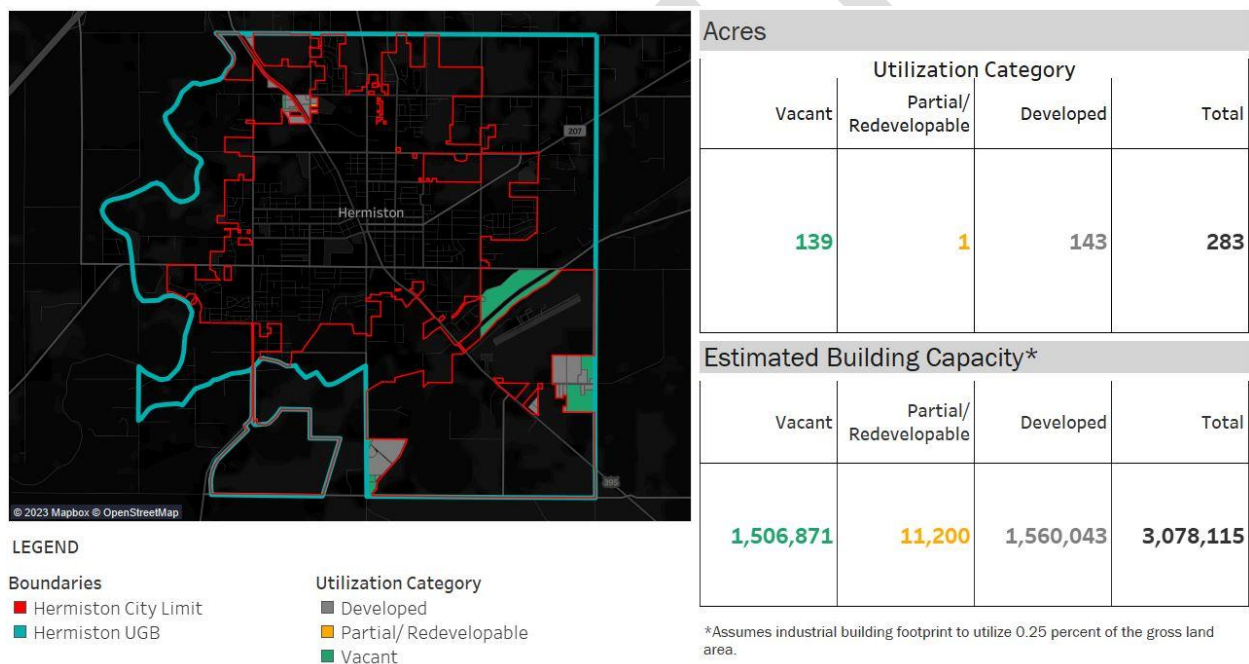 Acres
Utilization Category
Vacant
Partial/
Redevelopable
Developed
Total
139
1
143
283
207
Hermiston
395
© 2023 Mapbox © OpenStreetMap
Estimated Building Capacity*
Vacant
Partial/
Redevelopable
Developed
Total
1,506,871
11,200
1,560,043
3,078,115
*Assumes industrial building footprint to utilize 0.25 percent of the gross land
area.
LEGEND
Boundaries
Hermiston City Limit
Hermiston UGB
Utilization Category
Developed
Partial/ Redevelopable
Vacant